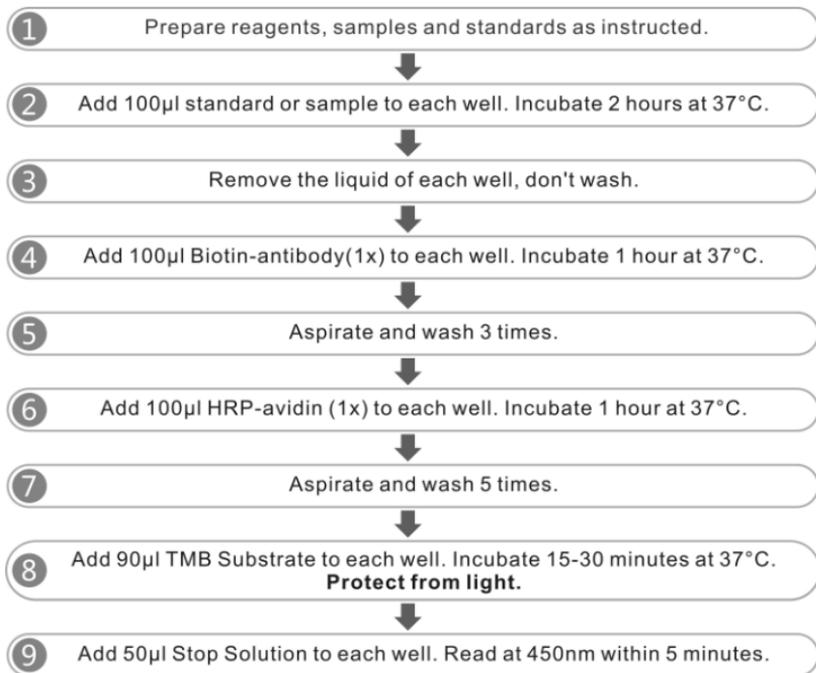 1 Prepare reagents, samples and standards as instructed.
2 Add 100μl standard or sample to each well. Incubate 2 hours at 37°C.
3 Remove the liquid of each well, don't wash.
4 Add 100μl Biotin-antibody(1x) to each well. Incubate 1 hour at 37°C.
5 Aspirate and wash 3 times.
6 Add 100μl HRP-avidin (1x) to each well. Incubate 1 hour at 37°C.
7 Aspirate and wash 5 times.
8 Add 90μl TMB Substrate to each well. Incubate 15-30 minutes at 37°C.
Protect from light.
9 Add 50μl Stop Solution to each well. Read at 450nm within 5 minutes.